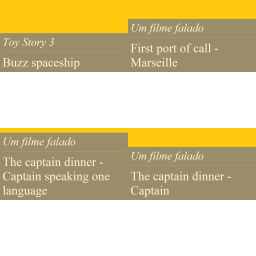 Toy Story 3
Buzz spaceship
Um filme falado
First port of call -
Marseille
Um filme falado
The captain dinner -
Captain speaking one
language
Um filme falado
The captain dinner -
Captain